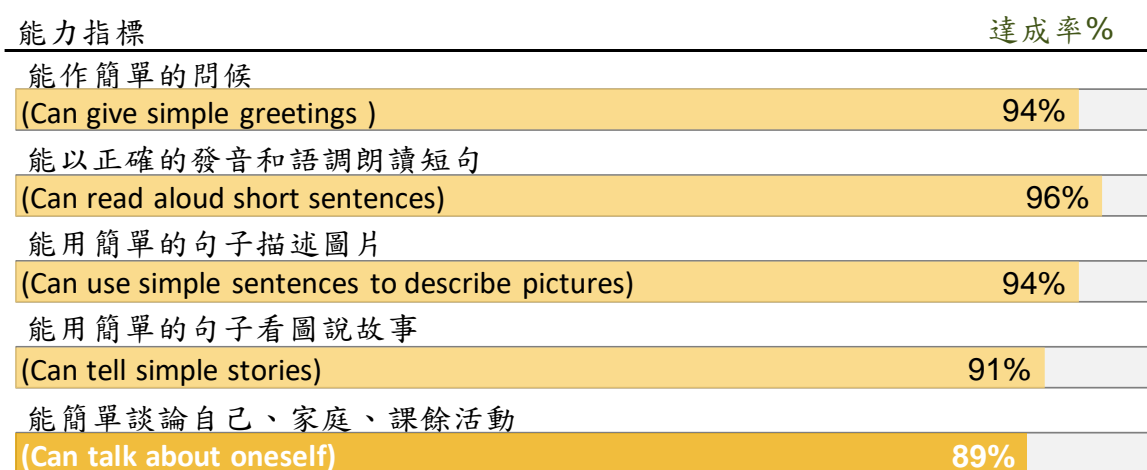 能力指標 達成率%
能作簡單的問候
(Can give simple greetings ) 94%
能以正確的發音和語調朗讀短句
(Can read aloud short sentences) 96%
能用簡單的句子描述圖片
(Can use simple sentences to describe pictures) 94%
能用簡單的句子看圖說故事
(Can tell simple stories) 91%
能簡單談論自己、家庭、課餘活動
(Can talk about oneself) 89%